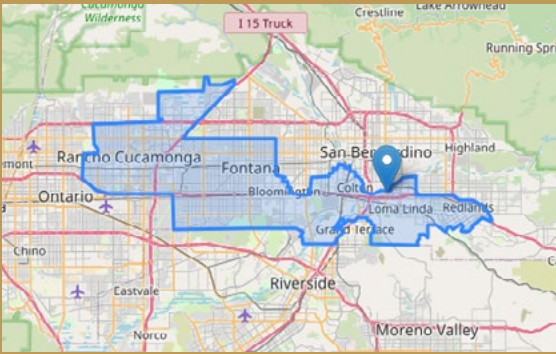 Cucamonga
Wilderness
I 15 Truck
Crestline
Lake Arrowhead
Running Spri
San Bernardino
Highland
mont
Rancho Cucamonga
Fontana
Ontario
Bloomington
Colton
Loma Linda
Redlands
Grand Terrace
Chino
Riverside
Eastvale
Norco
Moreno Valley